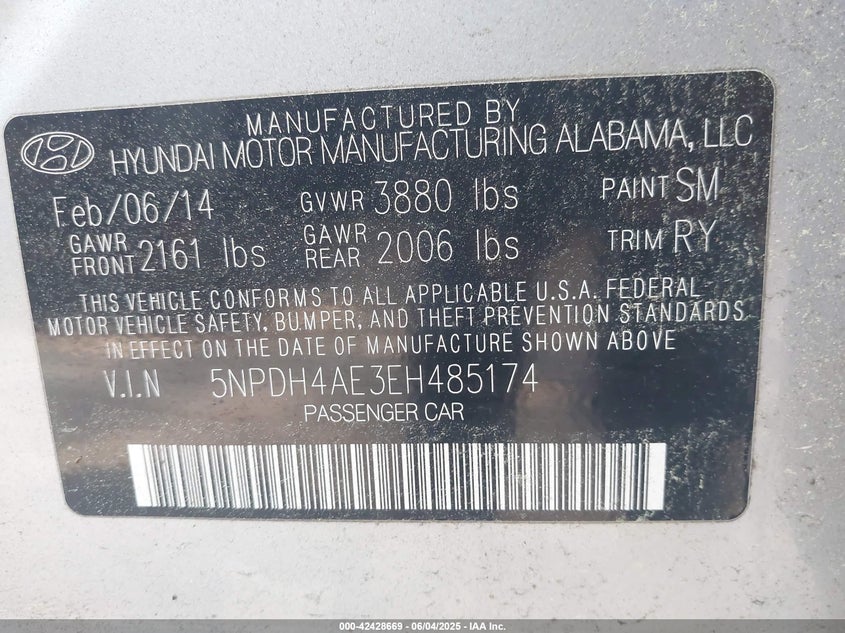 MANUFACTURED BY
HYUNDAI MOTOR MANUFACTURING ALABAMA, LLC
Feb/06/14 GVWR 3880 lbs PAINT SM
GAWR FRONT 2161 lbs GAWR REAR 2006 lbs TRIM RY
THIS VEHICLE CONFORMS TO ALL APPLICABLE U.S.A. FEDERAL
MOTOR VEHICLE SAFETY, BUMPER, AND THEFT PREVENTION STANDARDS
IN EFFECT ON THE DATE OF MANUFACTURE SHOWN ABOVE
V.I.N 5NPDH4AE3EH485174
PASSENGER CAR
000-42428669 - 06/04/2025 - IAA Inc.